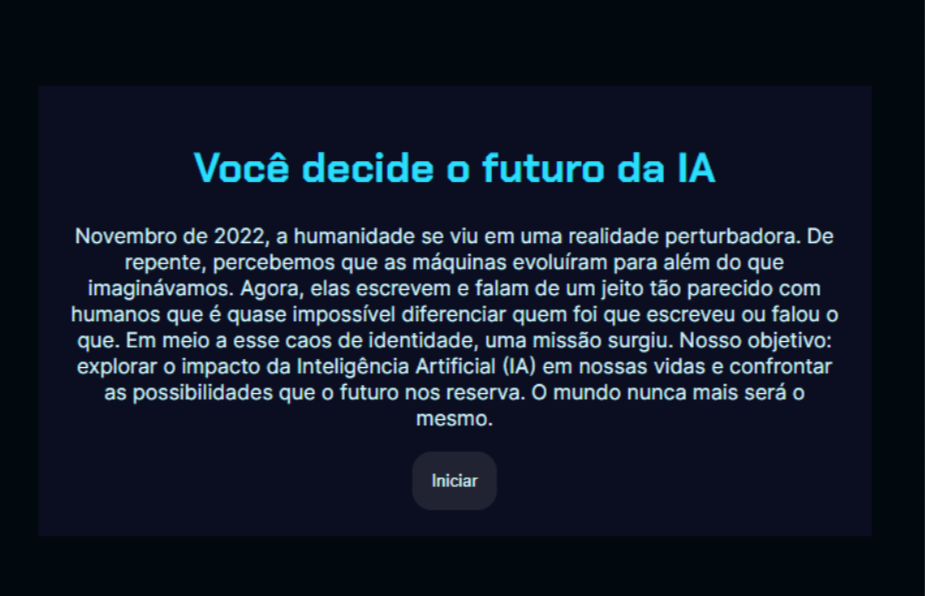 Você decide o futuro da IA
Novembro de 2022, a humanidade se viu em uma realidade perturbadora. De
repente, percebemos que as máquinas evoluíram para além do que
imaginávamos. Agora, elas escrevem e falam de um jeito tão parecido com
humanos que é quase impossível diferenciar quem foi que escreveu ou falou o
que. Em meio a esse caos de identidade, uma missão surgiu. Nosso objetivo:
explorar o impacto da Inteligência Artificial (IA) em nossas vidas e confrontar
as possibilidades que o futuro nos reserva. O mundo nunca mais será o
mesmo.
Iniciar